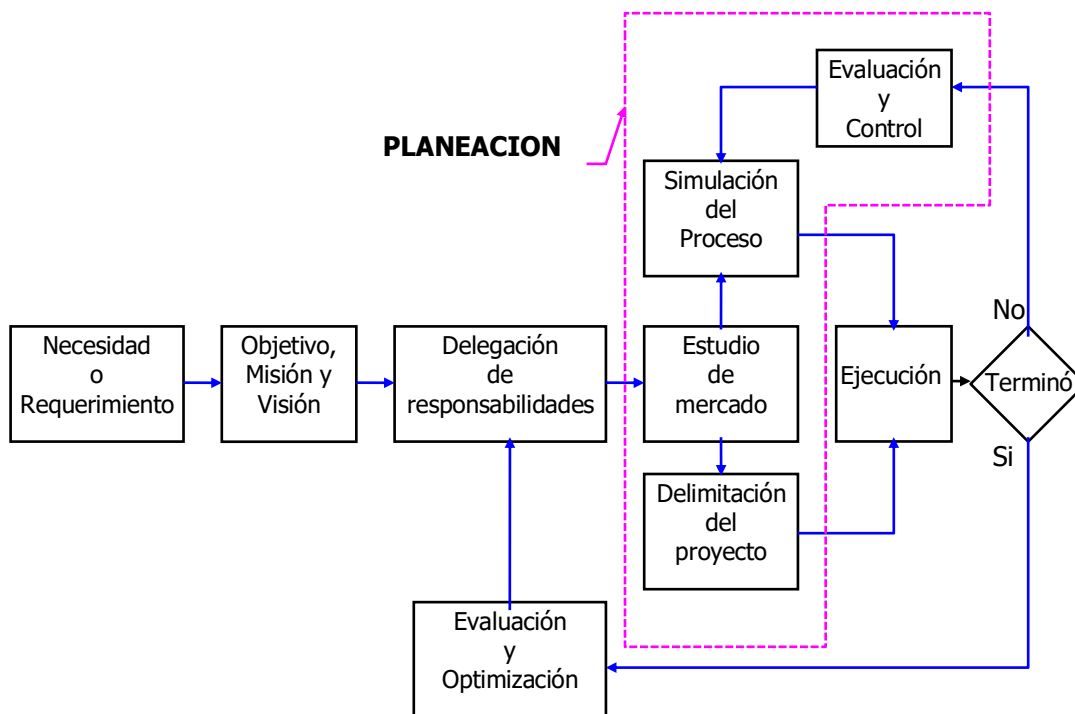 Evaluación
y
Control
PLANEACION
Simulación
del
Proceso
No
Necesidad
o
Requerimiento
Objetivo,
Misión y
Visión
Delegación
de
responsabilidades
Estudio
de
mercado
Ejecución
Terminó
Si
Delimitación
del
proyecto
Evaluación
y
Optimización